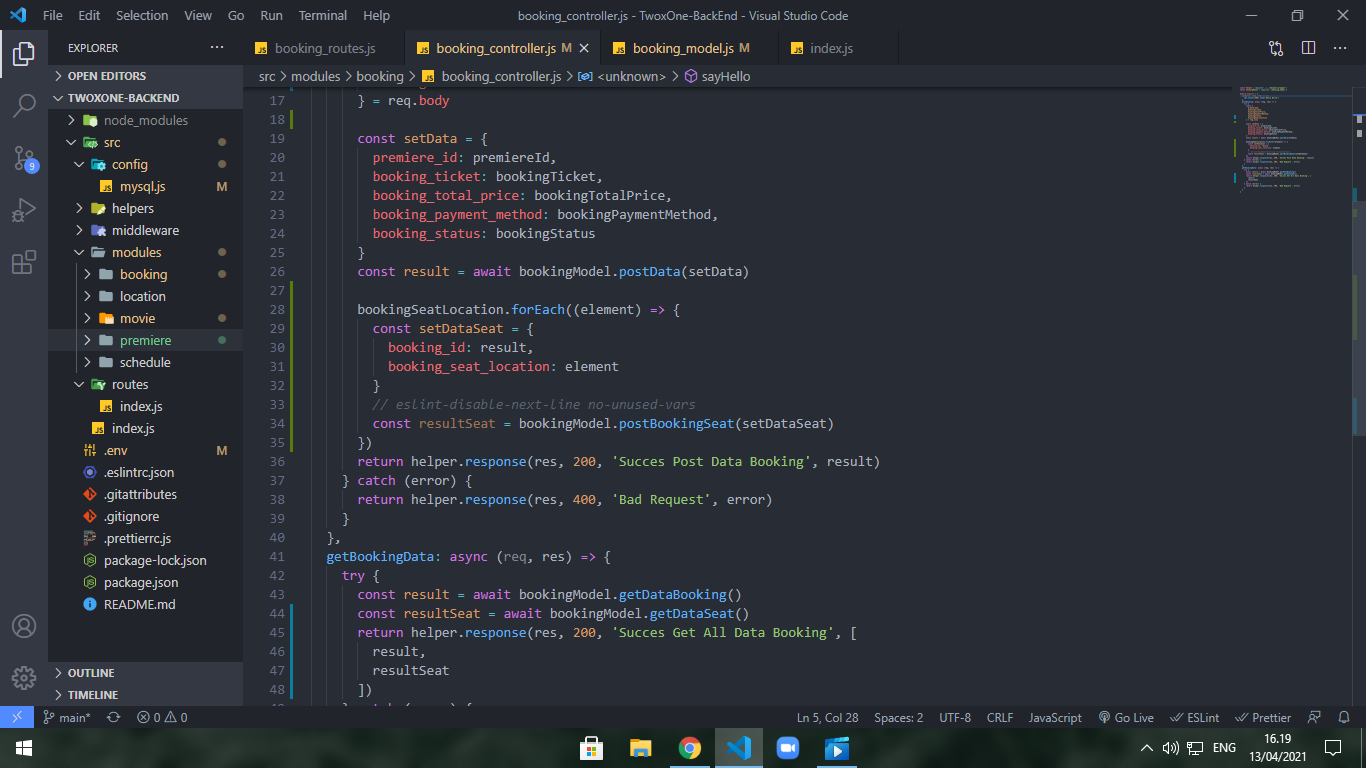 File Edit Selection View Go Run Terminal Help booking_controller.js - TwoxOne-BackEnd - Visual Studio Code
EXPLORER
OPEN EDITORS
TWOXONE-BACKEND
node_modules
src
config
mysql.js M
helpers
middleware
modules
booking
location
movie
premiere
schedule
routes
index.js
index.js
.env M
.eslintrc.json
.gitattributes
.gitignore
.prettierrc.js
package-lock.json
package.json
README.md
OUTLINE
TIMELINE
9
booking_routes.js booking_controller.js M booking_model.js M index.js
src > modules > booking > booking_controller.js > <unknown> > sayHello
17 } = req.body
18
19 const setData = {
20 premiere_id: premiereId,
21 booking_ticket: bookingTicket,
22 booking_total_price: bookingTotalPrice,
23 booking_payment_method: bookingPaymentMethod,
24 booking_status: bookingStatus
25 }
26 const result = await bookingModel.postData(setData)
27
28 bookingSeatLocation.forEach((element) => {
29 const setDataSeat = {
30 booking_id: result,
31 booking_seat_location: element
32 }
33 // eslint-disable-next-line no-unused-vars
34 const resultSeat = bookingModel.postBookingSeat(setDataSeat)
35 })
36 return helper.response(res, 200, 'Succes Post Data Booking', result)
37 } catch (error) {
38 return helper.response(res, 400, 'Bad Request', error)
39 }
40 },
41 getBookingData: async (req, res) => {
42 try {
43 const result = await bookingModel.getDataBooking()
44 const resultSeat = await bookingModel.getDataSeat()
45 return helper.response(res, 200, 'Succes Get All Data Booking', [
46 result,
47 resultSeat
48 ])
main* 0 0 Ln 5, Col 28 Spaces: 2 UTF-8 CRLF JavaScript Go Live ESLint Prettier
ENG 16.19
13/04/2021